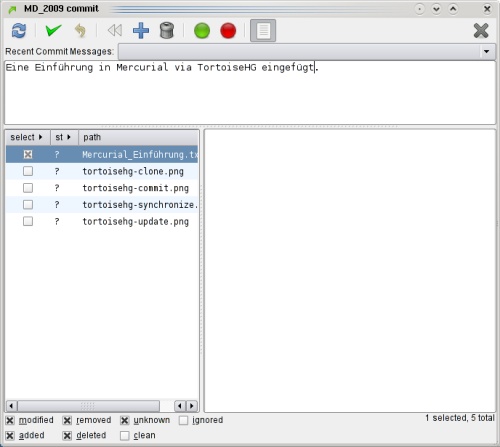 MD_2009 commit
Recent Commit Messages:
Eine Einführung in Mercurial via TortoiseHG eingefügt.
select st path
? Mercurial_Einführung.tx
? tortoisehg-clone.png
? tortoisehg-commit.png
? tortoisehg-synchronize.
? tortoisehg-update.png
modified removed unknown ignored 1 selected, 5 total
added deleted clean